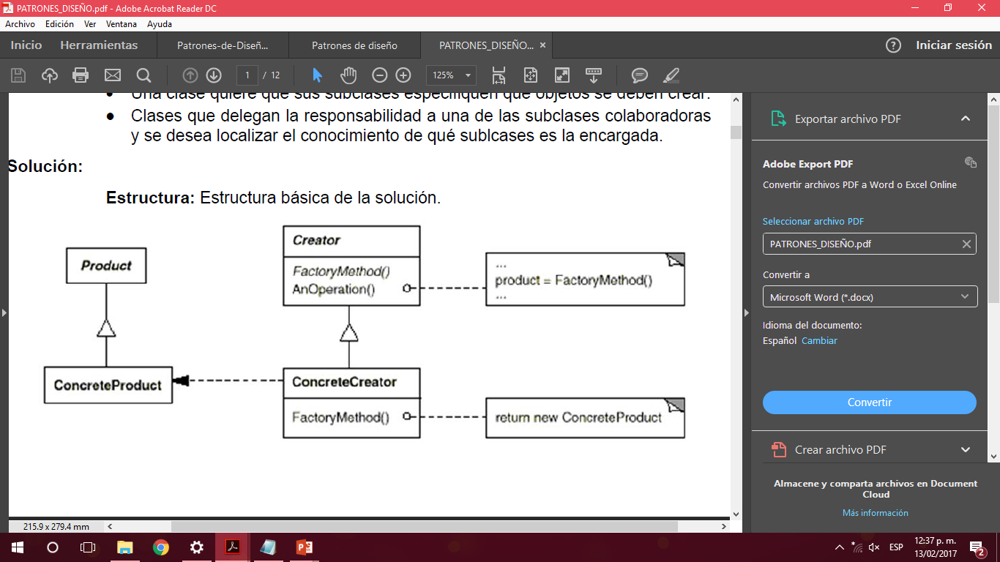 PATRONES_DISEÑO.pdf - Adobe Acrobat Reader DC
Archivo Edición Ver Ventana Ayuda
Inicio Herramientas Patrones-de-Diseñ... Patrones de diseño PATRONES_DISEÑO... × ? Iniciar sesión
1 / 12 125%
Una clase quiere que sus subclases especifiquen que objetos se deben crear.
• Clases que delegan la responsabilidad a una de las subclases colaboradoras
y se desea localizar el conocimiento de qué sublcases es la encargada.
Solución:
Estructura: Estructura básica de la solución.
Product
ConcreteProduct
Creator
FactoryMethod()
AnOperation()
...
product = FactoryMethod()
...
ConcreteCreator
FactoryMethod()
return new ConcreteProduct
215.9 x 279.4 mm
Exportar archivo PDF
Adobe Export PDF
Convertir archivos PDF a Word o Excel Online
Seleccionar archivo PDF
PATRONES_DISEÑO.pdf
Convertir a
Microsoft Word (*.docx)
Idioma del documento:
Español Cambiar
Convertir
Crear archivo PDF
Almacene y comparta archivos en Document
Cloud
Más información
ESP
12:37 p. m.
13/02/2017
2